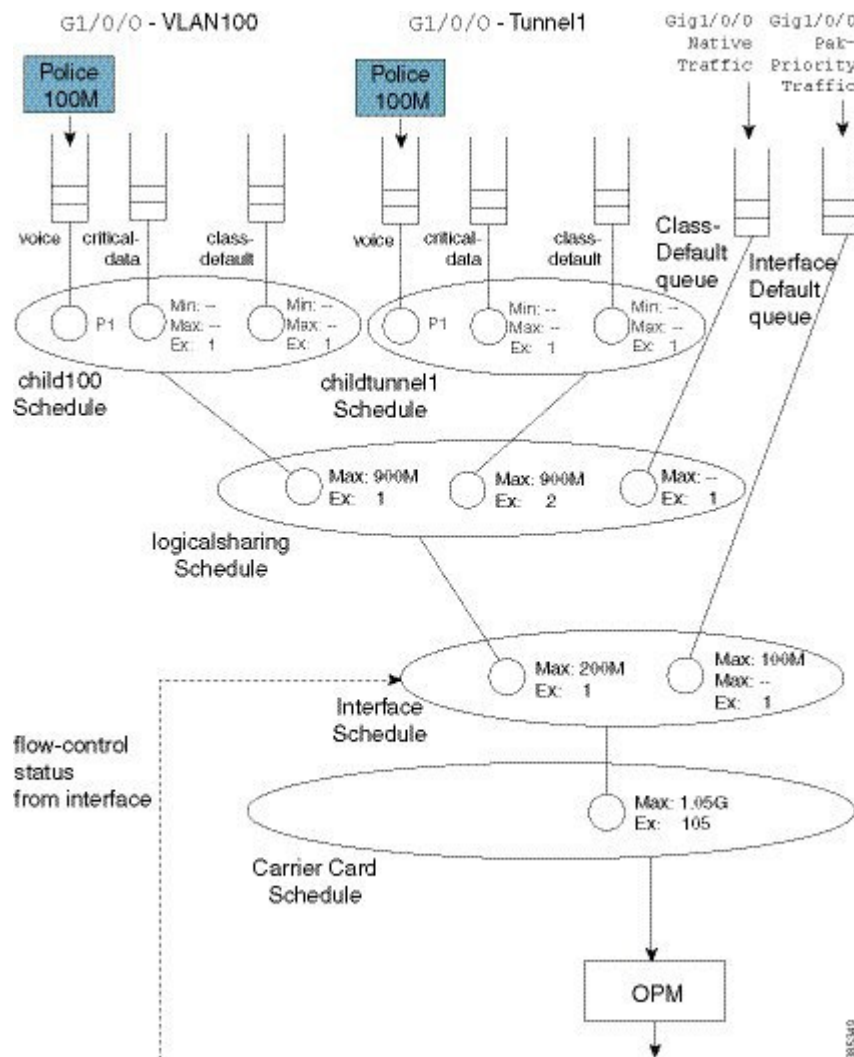 G1/0/0 - VLAN100
G1/0/0 - Tunnel1
Gig1/0/0
Native
Traffic
Gig1/0/0
Pak-
Priority
Traffic
Police
100M
Police
100M
voice
critical-
data
class-
default
voice
critical-
data
class-
default
Class-
Default
queue
Interface
Default
queue
P1
Min: --
Max: --
Ex: 1
Min: --
Max: --
Ex: 1
P1
Min: --
Max: --
Ex: 1
Min: --
Max: --
Ex: 1
child100
Schedule
childtunnel1
Schedule
Max: 900M
Ex: 1
Max: 900M
Ex: 2
Max: --
Ex: 1
logicalsharing
Schedule
Max: 200M
Ex: 1
Max: 100M
Max: --
Ex: 1
Interface
Schedule
flow-control
status
from interface
Max: 1.05G
Ex: 105
Carrier Card
Schedule
OPM